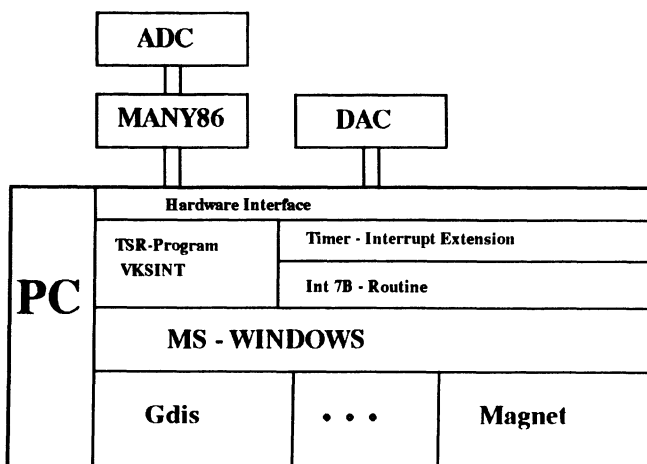 ADC
MANY86
DAC
PC
Hardware Interface
TSR-Program
VKSINT
Timer - Interrupt Extension
Int 7B - Routine
MS - WINDOWS
Gdis
• • •
Magnet